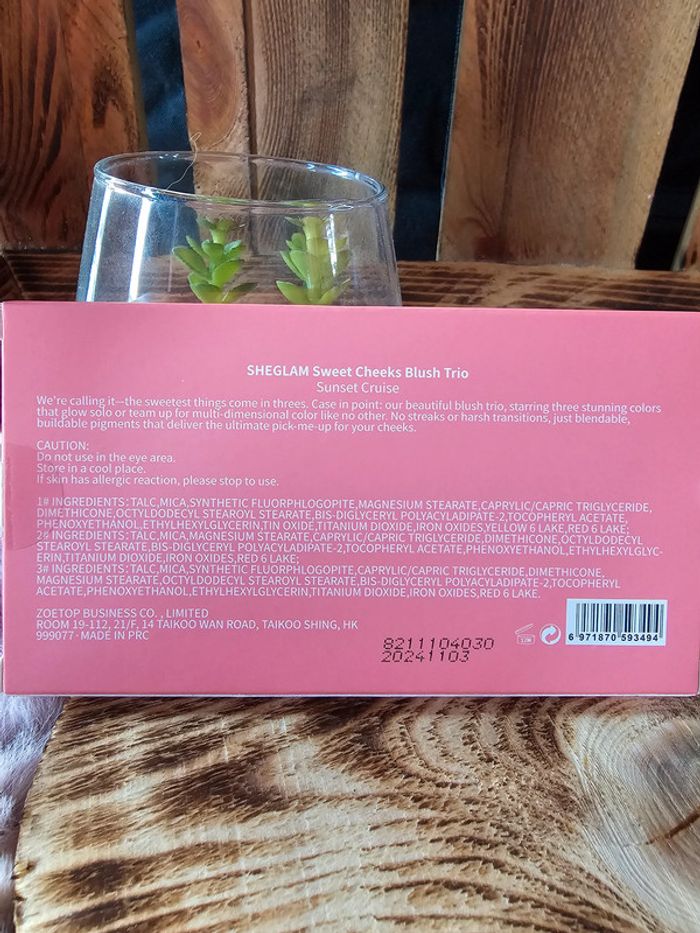 SHEGLAM Sweet Cheeks Blush Trio
Sunset Cruise
We're calling it—the sweetest things come in threes. Case in point: our beautiful blush trio, starring three stunning colors
that glow solo or team up for multi-dimensional color like no other. No streaks or harsh transitions, just blendable,
buildable pigments that deliver the ultimate pick-me-up for your cheeks.
CAUTION:
Do not use in the eye area.
Store in a cool place.
If skin has allergic reaction, please stop to use.
1# INGREDIENTS: TALC,MICA,SYNTHETIC FLUORPHLOGOPITE,MAGNESIUM STEARATE,CAPRYLIC/CAPRIC TRIGLYCERIDE,
DIMETHICONE,OCTYLDODECYL STEAROYL STEARATE,BIS-DIGLYCERYL POLYACYLADIPATE-2,TOCOPHERYL ACETATE,
PHENOXYETHANOL,ETHYLHEXYLGLYCERIN,TIN OXIDE,TITANIUM DIOXIDE,IRON OXIDES,YELLOW 6 LAKE,RED 6 LAKE;
2# INGREDIENTS: TALC,MICA,MAGNESIUM STEARATE,CAPRYLIC/CAPRIC TRIGLYCERIDE,DIMETHICONE,OCTYLDODECYL
STEAROYL STEARATE,BIS-DIGLYCERYL POLYACYLADIPATE-2,TOCOPHERYL ACETATE,PHENOXYETHANOL,ETHYLHEXYLGLYC-
ERIN,TITANIUM DIOXIDE,IRON OXIDES,RED 6 LAKE;
3# INGREDIENTS: TALC,MICA,SYNTHETIC FLUORPHLOGOPITE,CAPRYLIC/CAPRIC TRIGLYCERIDE,DIMETHICONE,
MAGNESIUM STEARATE,OCTYLDODECYL STEAROYL STEARATE,BIS-DIGLYCERYL POLYACYLADIPATE-2,TOCOPHERYL
ACETATE,PHENOXYETHANOL,ETHYLHEXYLGLYCERIN,TITANIUM DIOXIDE,IRON OXIDES,RED 6 LAKE.
ZOETOP BUSINESS CO. , LIMITED
ROOM 19-112, 21/F, 14 TAIKOO WAN ROAD, TAIKOO SHING, HK
999077 · MADE IN PRC
8211104030
20241103
12M
6 971870 593494